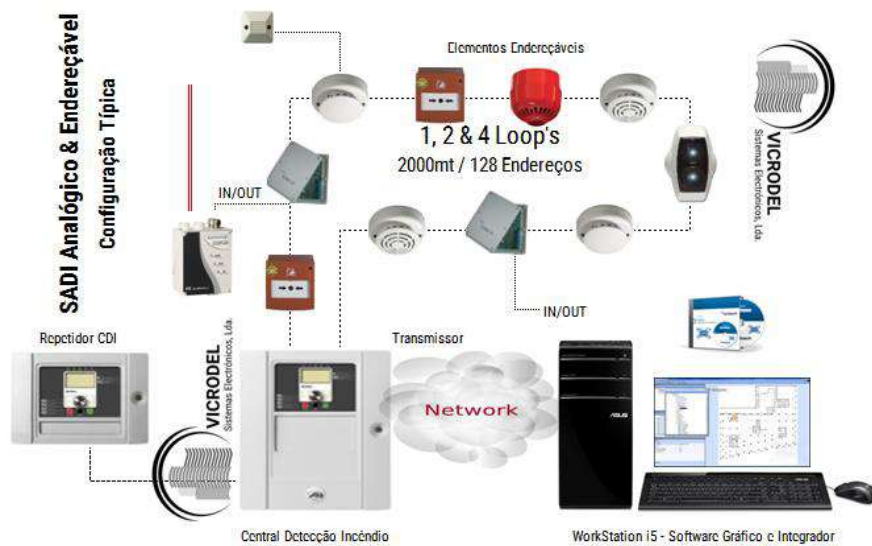 SADI Analógico & Endereçável
Configuração Típica
Elementos Endereçáveis
1, 2 & 4 Loop's
2000mt / 128 Endereços
VICRODEL
Sistemas Electrónicos, Lda.
IN/OUT
IN/OUT
Repetidor CDI
VICRODEL
Sistemas Electrónicos, Lda.
Transmissor
Network
ASUS
Central Detecção Incêndio
WorkStation i5 - Software Gráfico e Integrador